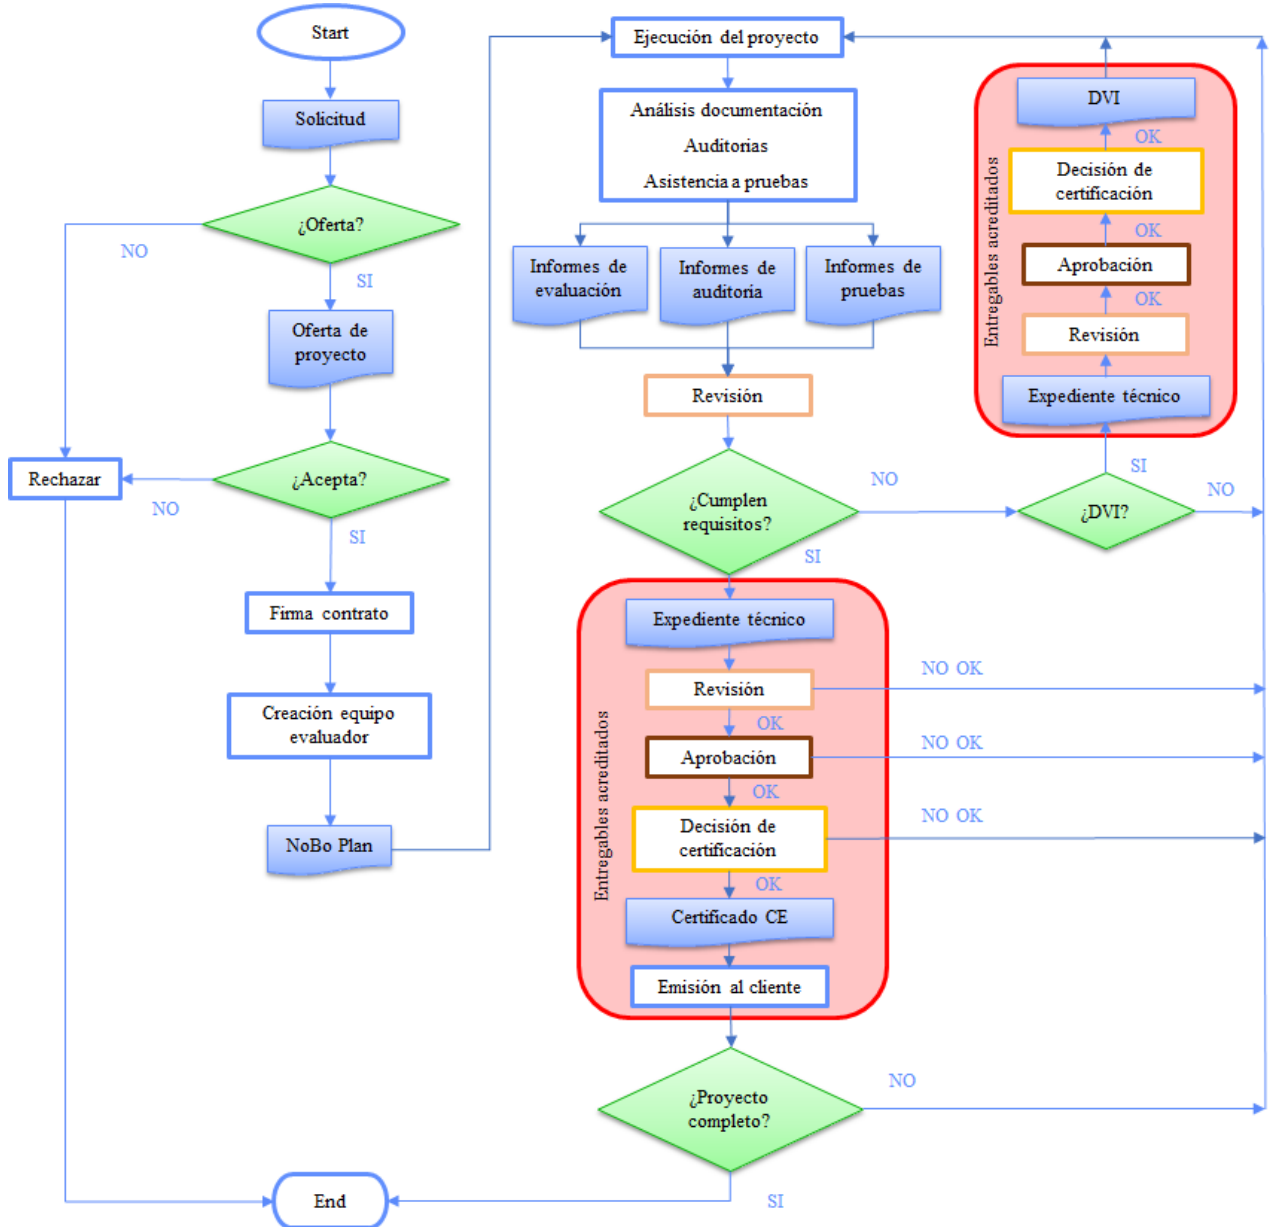 Start
Solicitud
¿Oferta?
NO
SI
Oferta de
proyecto
¿Acepta?
NO
Rechazar
SI
Firma contrato
Creación equipo
evaluador
NoBo Plan
Ejecución del proyecto
Análisis documentación
Auditorias
Asistencia a pruebas
Informes de
evaluación
Informes de
auditoria
Informes de
pruebas
Revisión
¿Cumplen
requisitos?
NO
SI
¿DVI?
NO
SI
Entregables acreditados
Expediente técnico
Revisión
OK
Aprobación
OK
Decisión de
certificación
OK
DVI
Entregables acreditados
Expediente técnico
Revisión
NO OK
OK
Aprobación
NO OK
OK
Decisión de
certificación
NO OK
OK
Certificado CE
Emisión al cliente
¿Proyecto
completo?
NO
SI
End